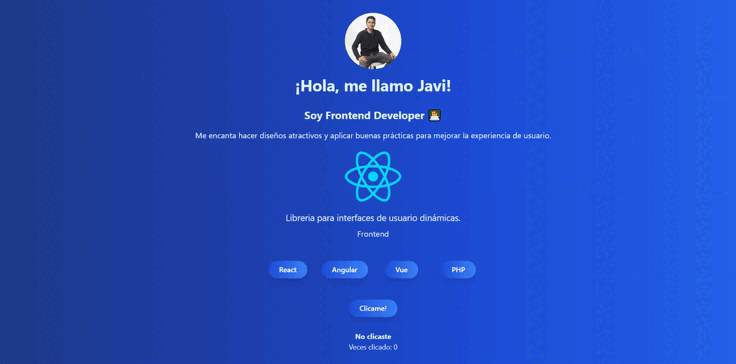 ¡Hola, me llamo Javi!
Soy Frontend Developer
Me encanta hacer diseños atractivos y aplicar buenas prácticas para mejorar la experiencia de usuario.
Libreria para interfaces de usuario dinámicas.
Frontend
React Angular Vue PHP
Clicame!
No clicaste
Veces clicado: 0